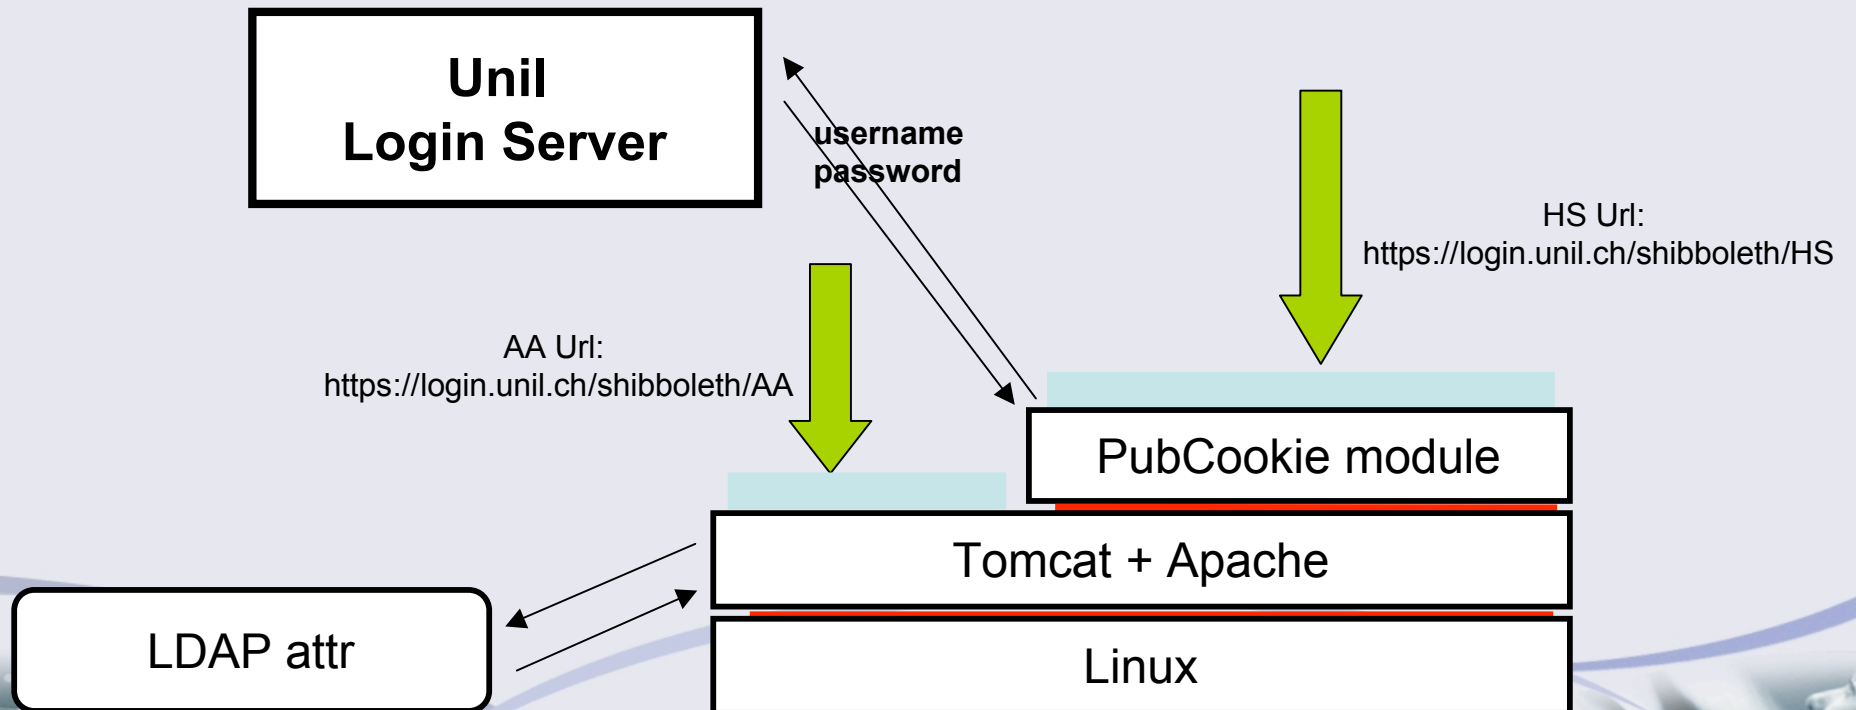 Unil
Login Server
username
password
HS Url:
https://login.unil.ch/shibboleth/HS
AA Url:
https://login.unil.ch/shibboleth/AA
PubCookie module
Tomcat + Apache
LDAP attr
Linux